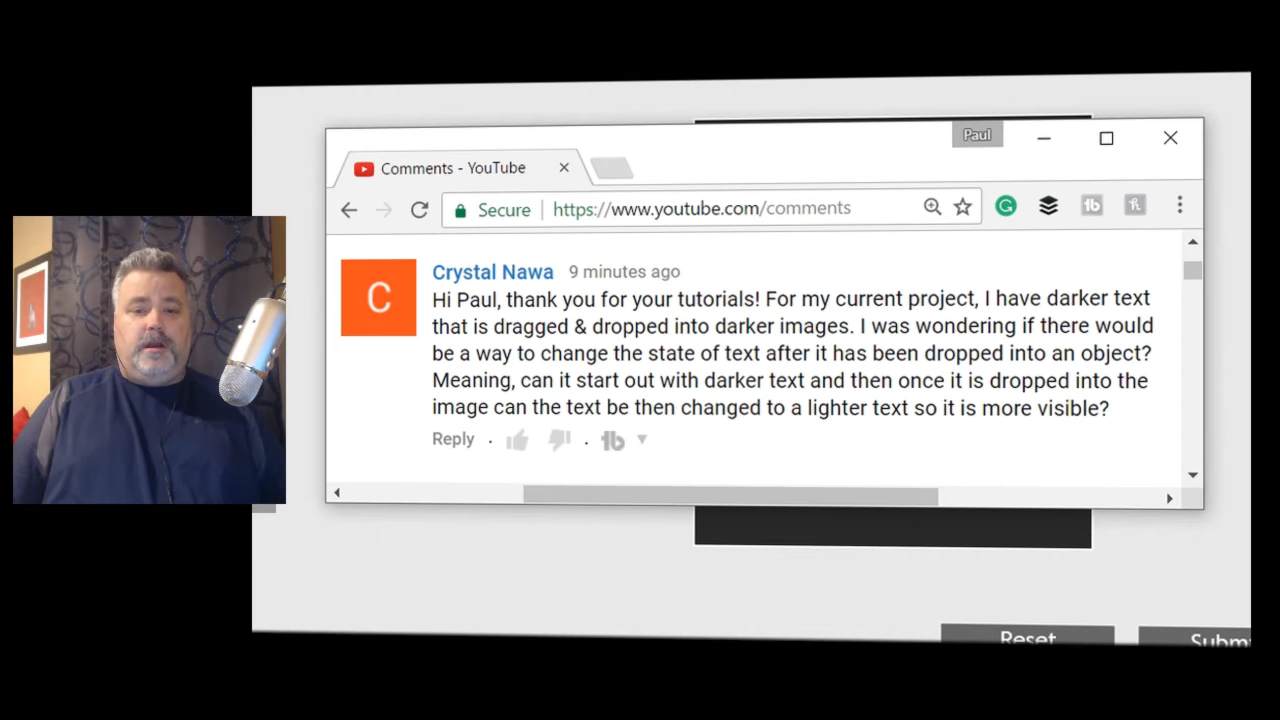 Paul
Comments - YouTube
Secure | https://www.youtube.com/comments
C
Crystal Nawa 9 minutes ago
Hi Paul, thank you for your tutorials! For my current project, I have darker text
that is dragged & dropped into darker images. I was wondering if there would
be a way to change the state of text after it has been dropped into an object?
Meaning, can it start out with darker text and then once it is dropped into the
image can the text be then changed to a lighter text so it is more visible?
Reply
Reset